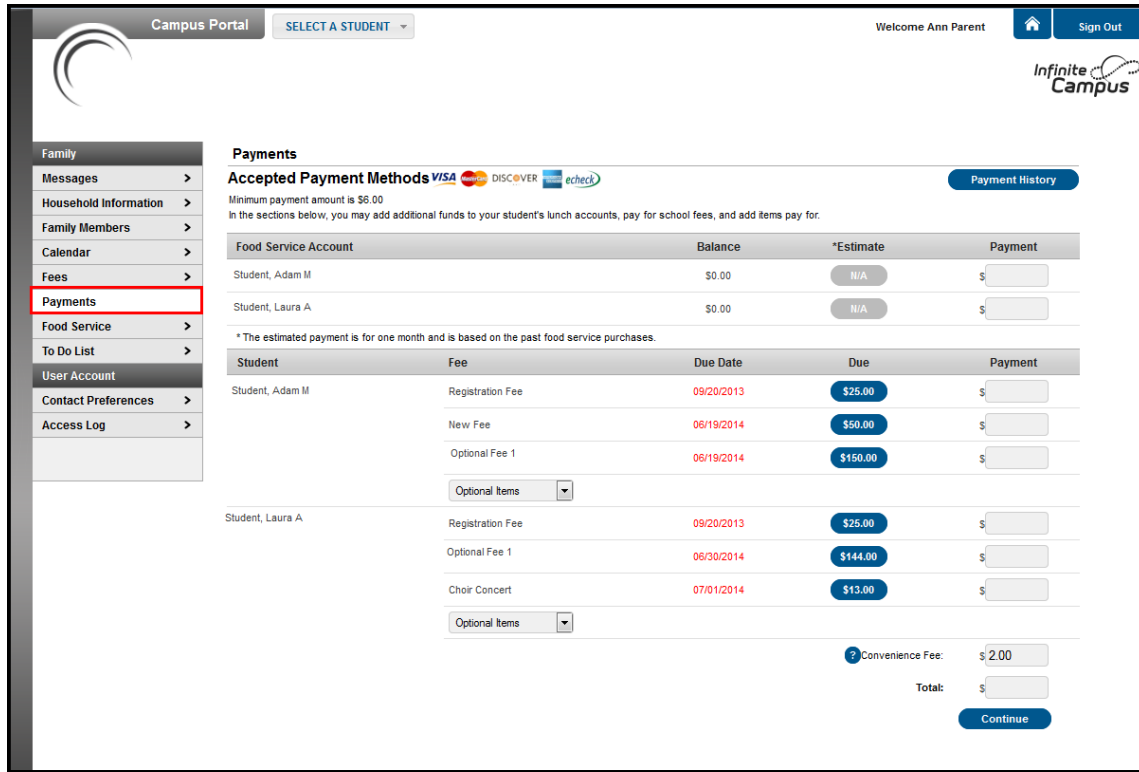 Campus Portal SELECT A STUDENT Welcome Ann Parent Sign Out
Infinite Campus
Family
Messages >
Household Information >
Family Members >
Calendar >
Fees >
Payments
Food Service >
To Do List >
User Account
Contact Preferences >
Access Log >
Payments
Accepted Payment Methods VISA MasterCard DISCOVER echeck Payment History
Minimum payment amount is $6.00
In the sections below, you may add additional funds to your student's lunch accounts, pay for school fees, and add items pay for.
Food Service Account Balance *Estimate Payment
Student, Adam M $0.00 N/A $
Student, Laura A $0.00 N/A $
* The estimated payment is for one month and is based on the past food service purchases.
Student Fee Due Date Due Payment
Student, Adam M Registration Fee 09/20/2013 $25.00 $
New Fee 06/19/2014 $50.00 $
Optional Fee 1 06/19/2014 $150.00 $
Optional Items
Student, Laura A Registration Fee 09/20/2013 $25.00 $
Optional Fee 1 06/30/2014 $144.00 $
Choir Concert 07/01/2014 $13.00 $
Optional Items
? Convenience Fee: $ 2.00
Total: $
Continue